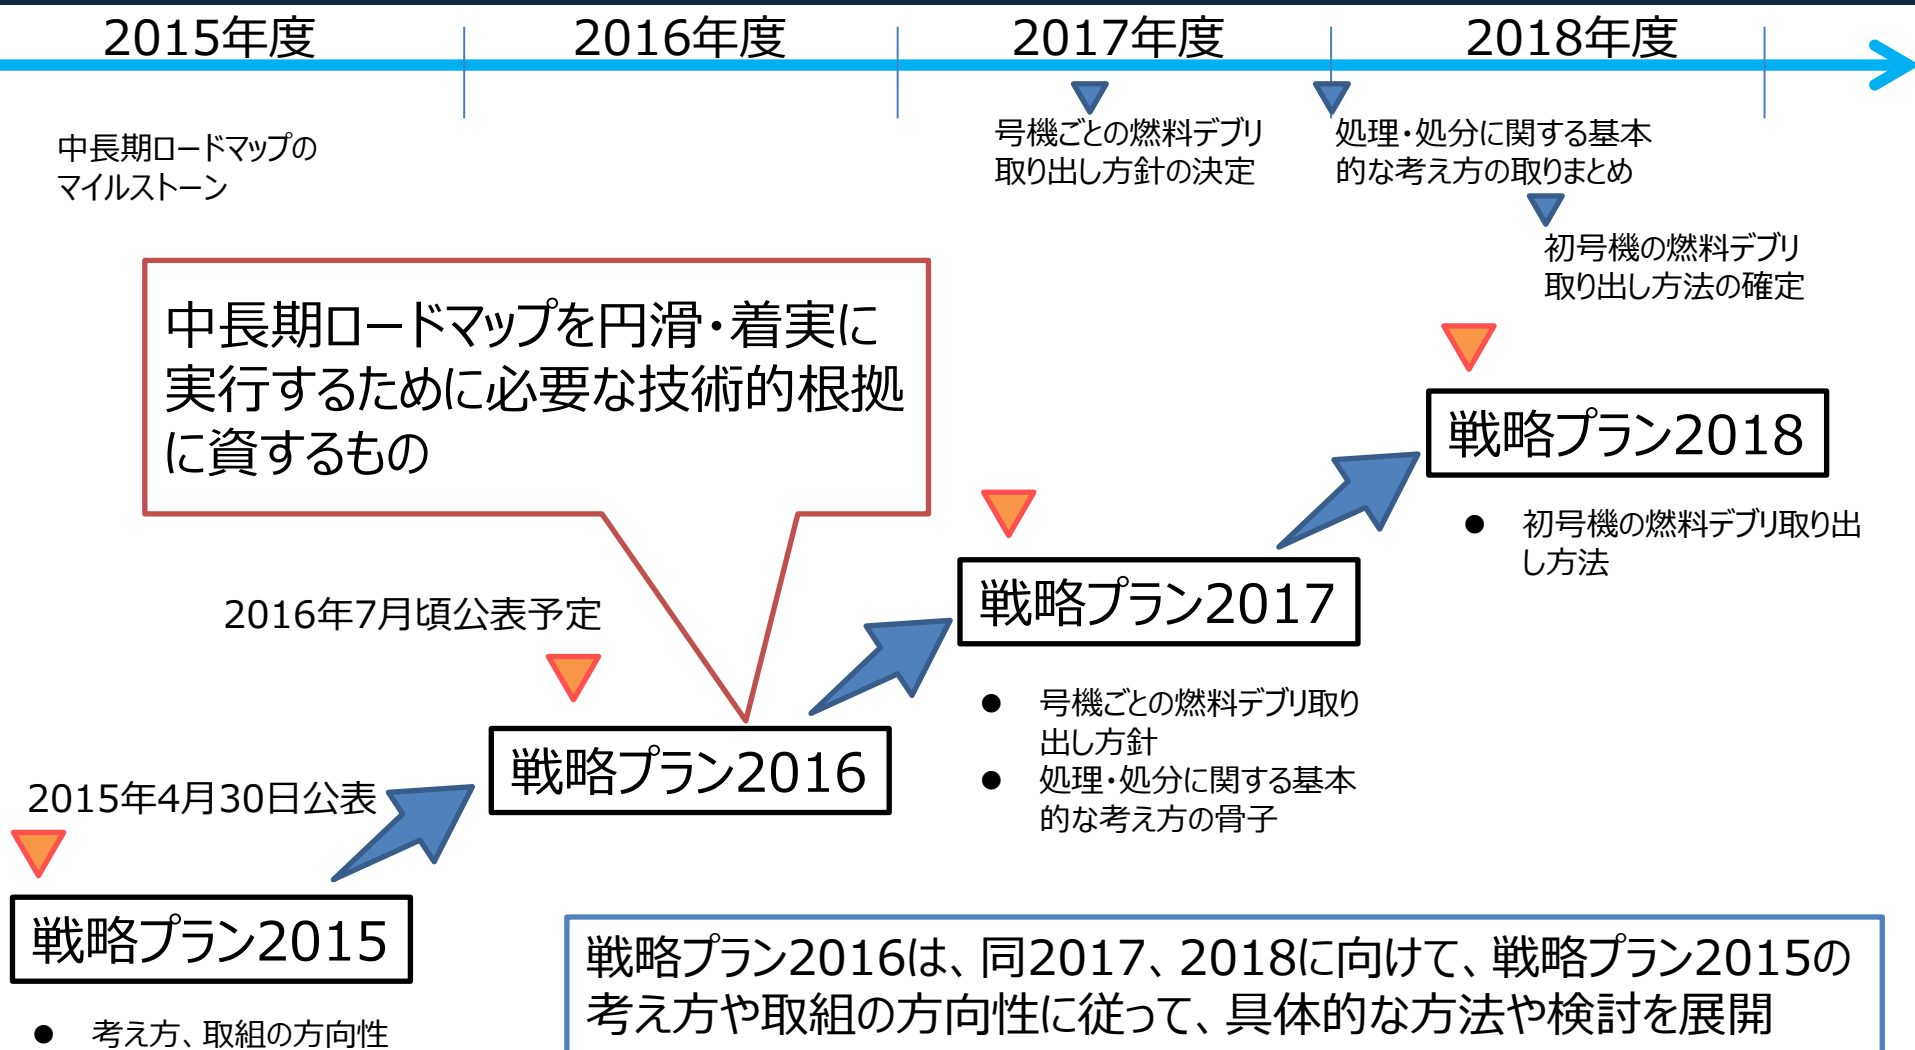 2015年度
2016年度
2017年度
2018年度
中長期ロードマップの
マイルストーン
号機ごとの燃料デブリ
取り出し方針の決定
処理・処分に関する基本
的な考え方の取りまとめ
初号機の燃料デブリ
取り出し方法の確定
中長期ロードマップを円滑・着実に
実行するために必要な技術的根拠
に資するもの
戦略プラン2018
● 初号機の燃料デブリ取り出
し方法
戦略プラン2017
● 号機ごとの燃料デブリ取り
出し方針
● 処理・処分に関する基本
的な考え方の骨子
2016年7月頃公表予定
戦略プラン2016
2015年4月30日公表
戦略プラン2015
● 考え方、取組の方向性
戦略プラン2016は、同2017、2018に向けて、戦略プラン2015の
考え方や取組の方向性に従って、具体的な方法や検討を展開